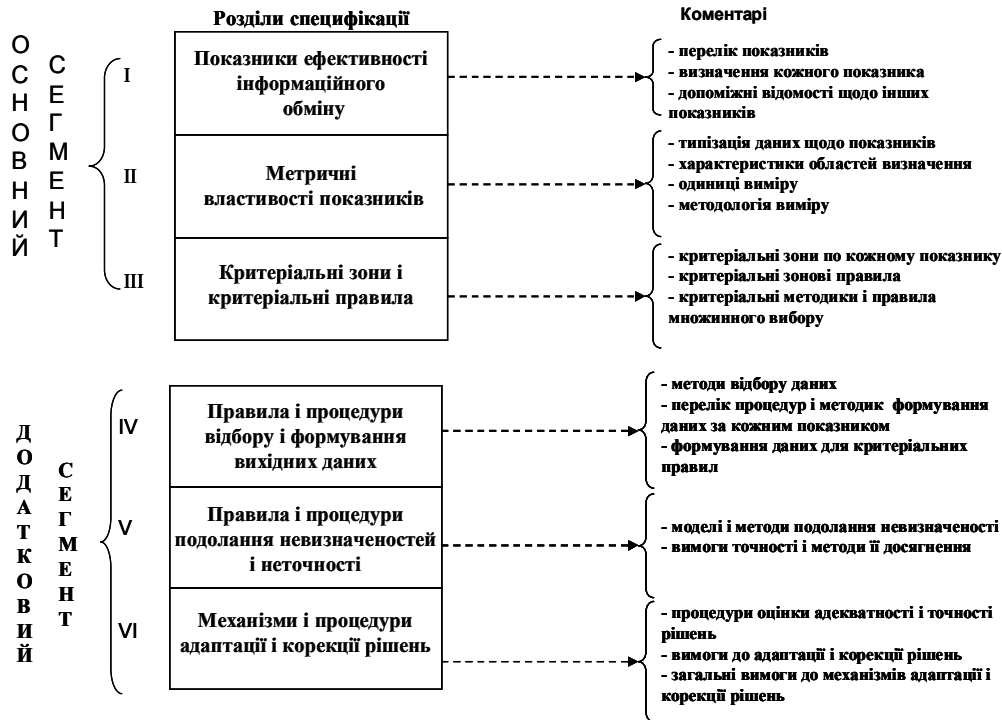 Розділи специфікації
Коментарі
ОСНОВНИЙ
СЕГМЕНТ
I
Показники ефективності
інформаційного
обміну
- перелік показників
- визначення кожного показника
- допоміжні відомості щодо інших
показників
II
Метричні
властивості показників
- типізація даних щодо показників
- характеристики областей визначення
- одиниці виміру
- методологія виміру
III
Критеріальні зони і
критеріальні правила
- критеріальні зони по кожному показнику
- критеріальні зонові правила
- критеріальні методики і правила
множинного вибору
ДОДАТКОВИЙ
СЕГМЕНТ
IV
Правила і процедури
відбору і формування
вихідних даних
- методи відбору даних
- перелік процедур і методик формування
даних за кожним показником
- формування даних для критеріальних
правил
V
Правила і процедури
подолання невизначеностей
і неточності
- моделі і методи подолання невизначеності
- вимоги точності і методи її досягнення
VI
Механізми і процедури
адаптації і корекції рішень
- процедури оцінки адекватності і точності
рішень
- вимоги до адаптації і корекції рішень
- загальні вимоги до механізмів адаптації і
корекції рішень